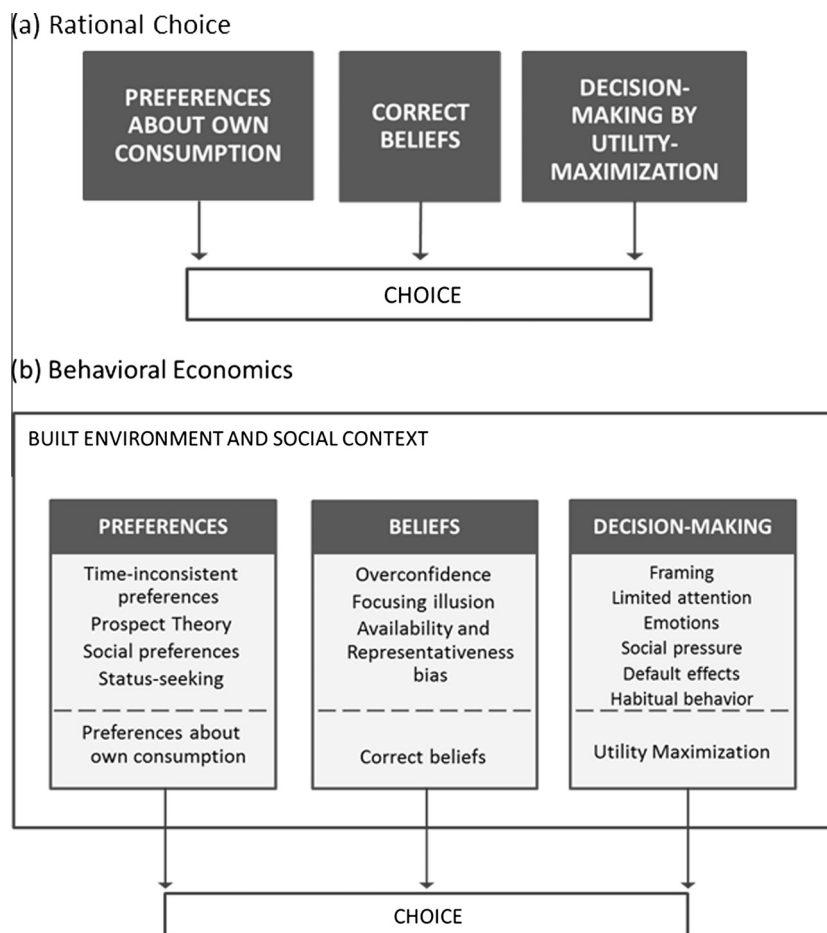 (a) Rational Choice
PREFERENCES
ABOUT OWN
CONSUMPTION
CORRECT
BELIEFS
DECISION-
MAKING BY
UTILITY-
MAXIMIZATION
CHOICE
(b) Behavioral Economics
BUILT ENVIRONMENT AND SOCIAL CONTEXT
PREFERENCES
Time-inconsistent
preferences
Prospect Theory
Social preferences
Status-seeking
Preferences about
own consumption
BELIEFS
Overconfidence
Focusing illusion
Availability and
Representativeness
bias
Correct beliefs
DECISION-MAKING
Framing
Limited attention
Emotions
Social pressure
Default effects
Habitual behavior
Utility Maximization
CHOICE